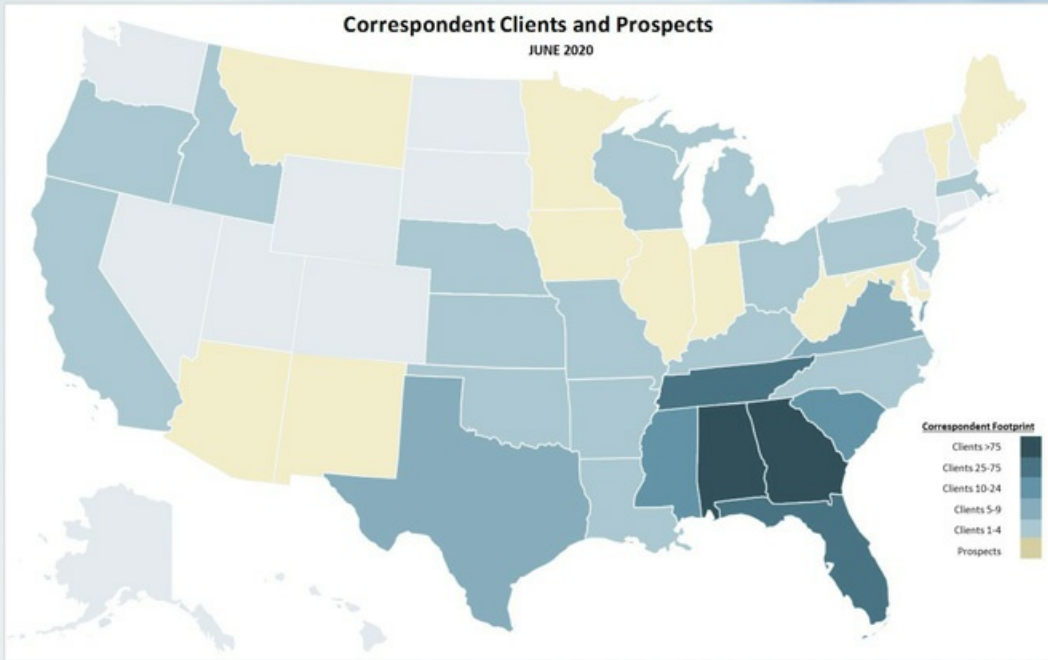 Correspondent Clients and Prospects
JUNE 2020
Correspondent Footprint
Clients >75
Clients 25-75
Clients 10-24
Clients 5-9
Clients 1-4
Prospects